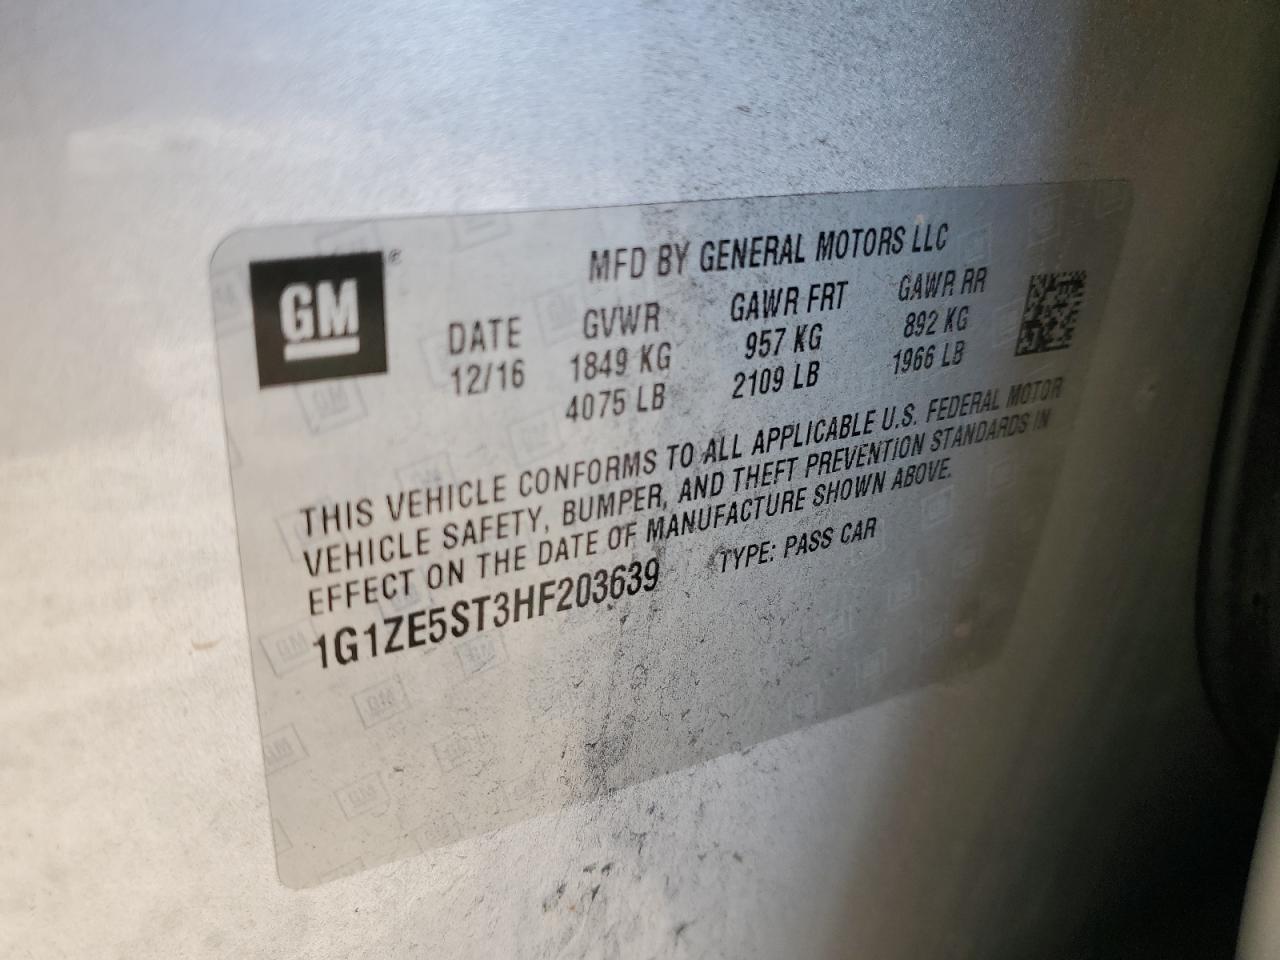 GM®
MFD BY GENERAL MOTORS LLC
DATE GVWR GAWR FRT GAWR RR
12/16 1849 KG 957 KG 892 KG
4075 LB 2109 LB 1966 LB
THIS VEHICLE CONFORMS TO ALL APPLICABLE U.S. FEDERAL MOTOR
VEHICLE SAFETY, BUMPER, AND THEFT PREVENTION STANDARDS IN
EFFECT ON THE DATE OF MANUFACTURE SHOWN ABOVE.
1G1ZE5ST3HF203639 TYPE: PASS CAR